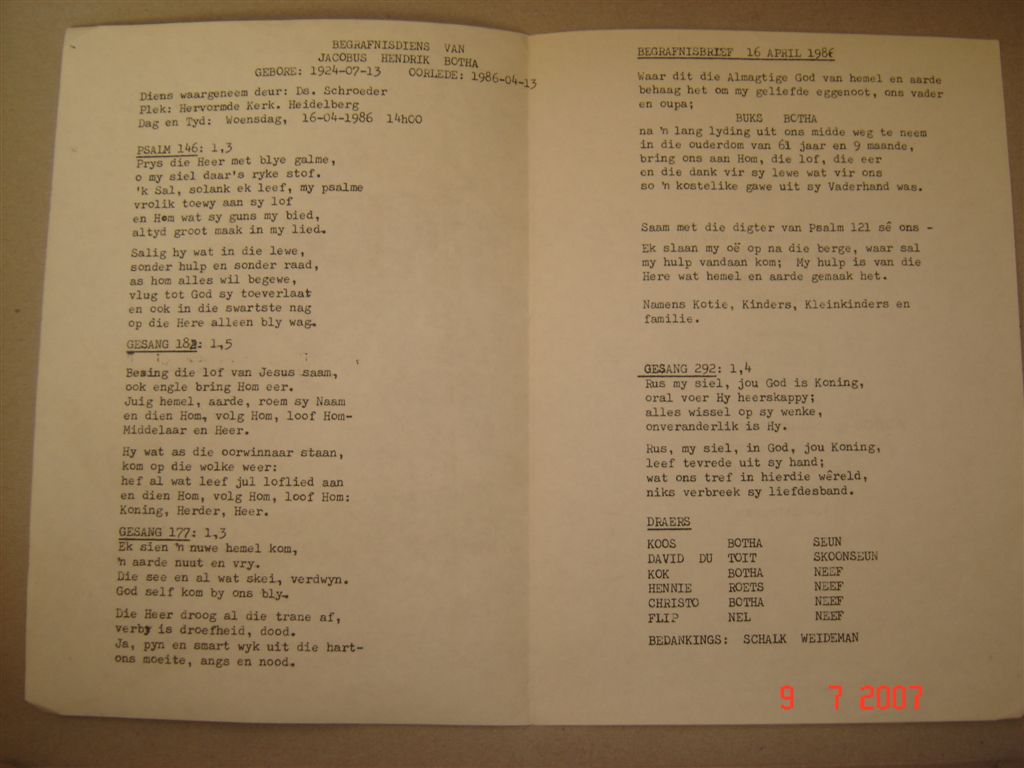 BEGRAFNISDIENS VAN
JACOBUS HENDRIK BOTHA
GEBORE: 1924-07-13 OORLEDE: 1986-04-13
Diens waargeneem deur: Ds. Schroeder
Plek: Hervormde Kerk. Heidelberg
Dag en Tyd: Woensdag, 16-04-1986 14h00
PSALM 146: 1,3
Prys die Heer met blye galme,
o my siel daar's ryke stof.
'k Sal, solank ek leef, my psalme
vrolik toewy aan sy lof
en Hom wat sy guns my bied,
altyd groot maak in my lied.
Salig hy wat in die lewe,
sonder hulp en sonder raad,
as hom alles wil begewe,
vlug tot God sy toeverlaat
en ook in die swartste nag
op die Here alleen bly wag.
GESANG : 1,5
Besing die lof van Jesus saam,
ook engle bring Hom eer.
Juig hemel, aarde, roem sy Naam
en dien Hom, volg Hom, loof Hom-
Middelaar en Heer.
Hy wat as die oorwinnaar staan,
kom op die wolke weer:
hef al wat leef jul loflied aan
en dien Hom, volg Hom, loof Hom:
Koning, Herder, Heer.
GESANG 177: 1,3
Ek sien 'n nuwe hemel kom,
'n aarde nuut en vry.
Die see en al wat skei, verdwyn.
God self kom by ons bly.
Die Heer droog al die trane af,
verby is droefheid, dood.
Ja, pyn en smart wyk uit die hart-
ons moeite, angs en nood.
BEGRAFNISBRIEF 16 APRIL 1986
Waar dit die Almagtige God van hemel en aarde
behaag het om my geliefde eggenoot, ons vader
en oupa;
BUKS BOTHA
na 'n lang lyding uit ons midde weg te neem
in die ouderdom van 61 jaar en 9 maande,
bring ons aan Hom, die lof, die eer
en die dank vir sy lewe wat vir ons
so 'n kostelike gawe uit sy Vaderhand was.
Saam met die digter van Psalm 121 sê ons -
Ek slaan my oë op na die berge, waar sal
my hulp vandaan kom; My hulp is van die
Here wat hemel en aarde gemaak het.
Namens Kotie, Kinders, Kleinkinders en
familie.
GESANG 292: 1,4
Rus my siel, jou God is Koning,
oral voer Hy heerskappy;
alles wissel op sy wenke,
onveranderlik is Hy.
Rus, my siel, in God, jou Koning,
leef tevrede uit sy hand;
wat ons tref in hierdie wêreld,
niks verbreek sy liefdesband.
DRAERS
KOOS BOTHA SEUN
DAVID DU TOIT SKOONSEUN
KOK BOTHA NEEF
HENNIE ROETS NEEF
CHRISTO BOTHA NEEF
FLIP NEL NEEF
BEDANKINGS: SCHALK WEIDEMAN
9 7 2007